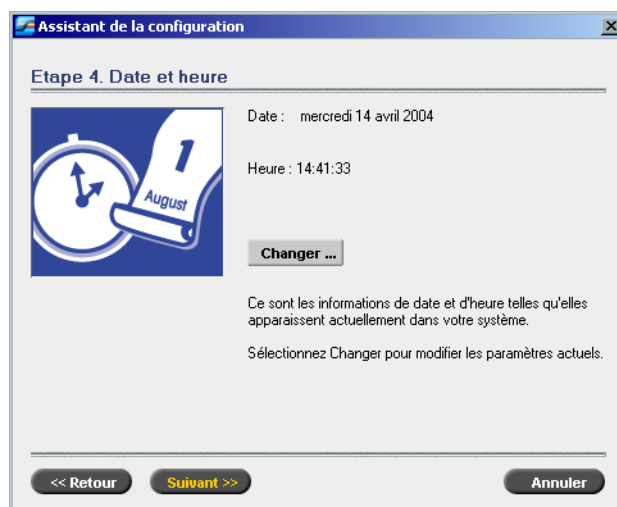 Assistant de la configuration
Etape 4. Date et heure
1
August
Date : mercredi 14 avril 2004
Heure : 14:41:33
Changer ...
Ce sont les informations de date et d'heure telles qu'elles
apparaissent actuellement dans votre système.
Sélectionnez Changer pour modifier les paramètres actuels.
<< Retour
Suivant >>
Annuler